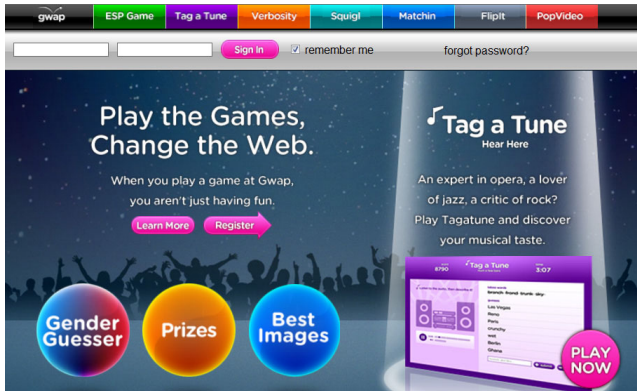 gwap
ESP Game
Tag a Tune
Verbosity
Squigl
Matchin
FlipIt
PopVideo
Sign In
remember me
forgot password?
Play the Games,
Change the Web.
When you play a game at Gwap,
you aren't just having fun.
Learn More
Register
Tag a Tune
Hear Here
An expert in opera, a lover
of jazz, a critic of rock?
Play Tagatune and discover
your musical taste.
Gender
Guesser
Prizes
Best
Images
8790
Tag a Tune
3:07
Las Vegas
Reno
Paris
crunchy
Berlin
Ghana
PLAY
NOW